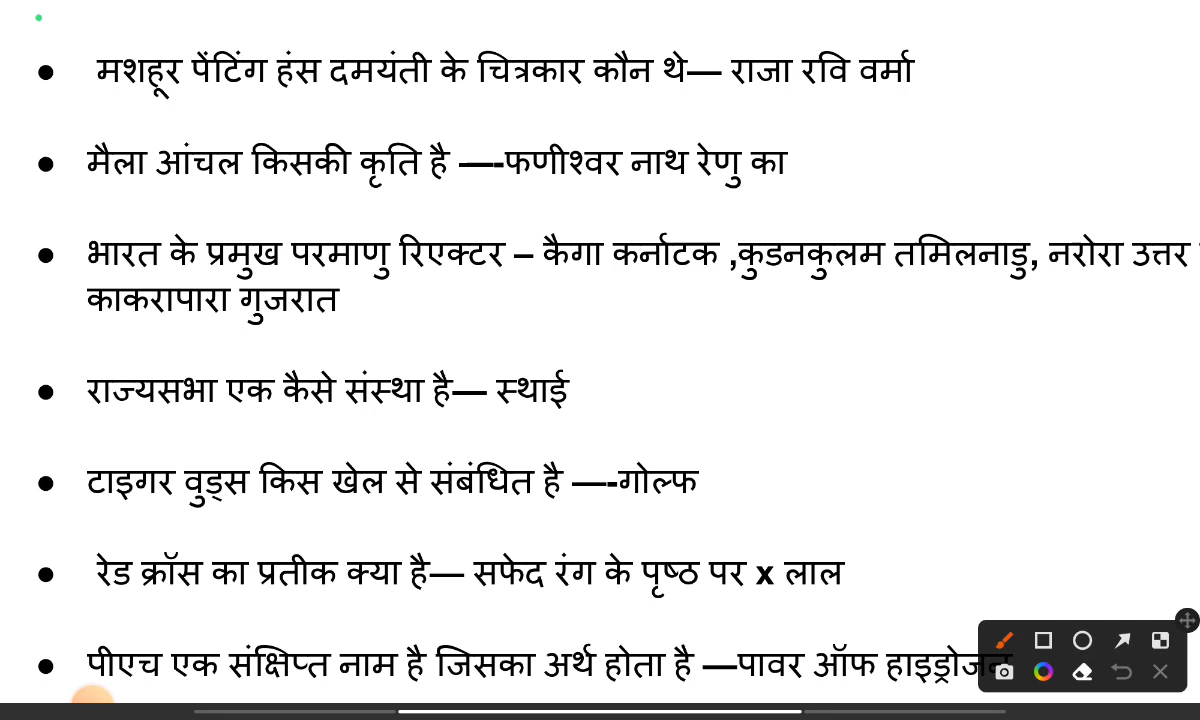 ● मशहूर पेंटिंग हंस दमयंती के चित्रकार कौन थे— राजा रवि वर्मा
● मैला आंचल किसकी कृति है —-फणीश्वर नाथ रेणु का
● भारत के प्रमुख परमाणु रिएक्टर – कैगा कर्नाटक ,कुडनकुलम तमिलनाडु, नरोरा उत्तर
काकरापारा गुजरात
● राज्यसभा एक कैसे संस्था है— स्थाई
● टाइगर वुड्स किस खेल से संबंधित है —-गोल्फ
● रेड क्रॉस का प्रतीक क्या है— सफेद रंग के पृष्ठ पर x लाल
● पीएच एक संक्षिप्त नाम है जिसका अर्थ होता है —पावर ऑफ हाइड्रोजन